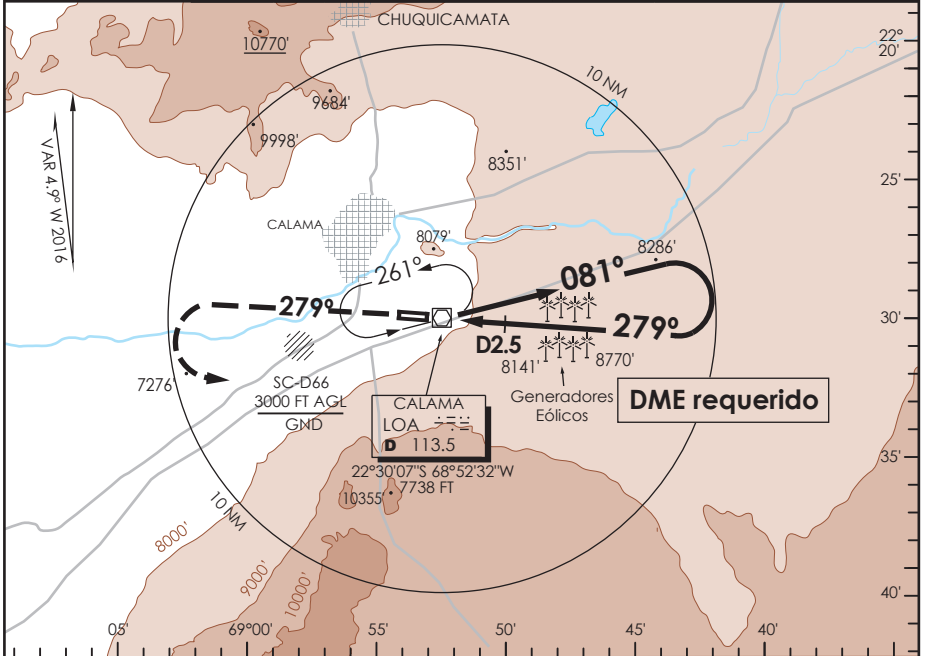 CHUQUICAMATA
10770'
22°
20'
10 NM
9684'
9998'
8351'
VAR 4.9° W 2016
25'
CALAMA
8079'
8286'
261°
081°
279°
279°
30'
D2.5
8141'
8770'
7276'
SC-D66
3000 FT AGL
GND
Generadores
Eólicos
DME requerido
CALAMA
LOA
D 113.5
22°30'07"S 68°52'32"W
7738 FT
35'
10355'
10 NM
8000'
9000'
10000'
40'
05'
69°00'
55'
50'
45'
40'